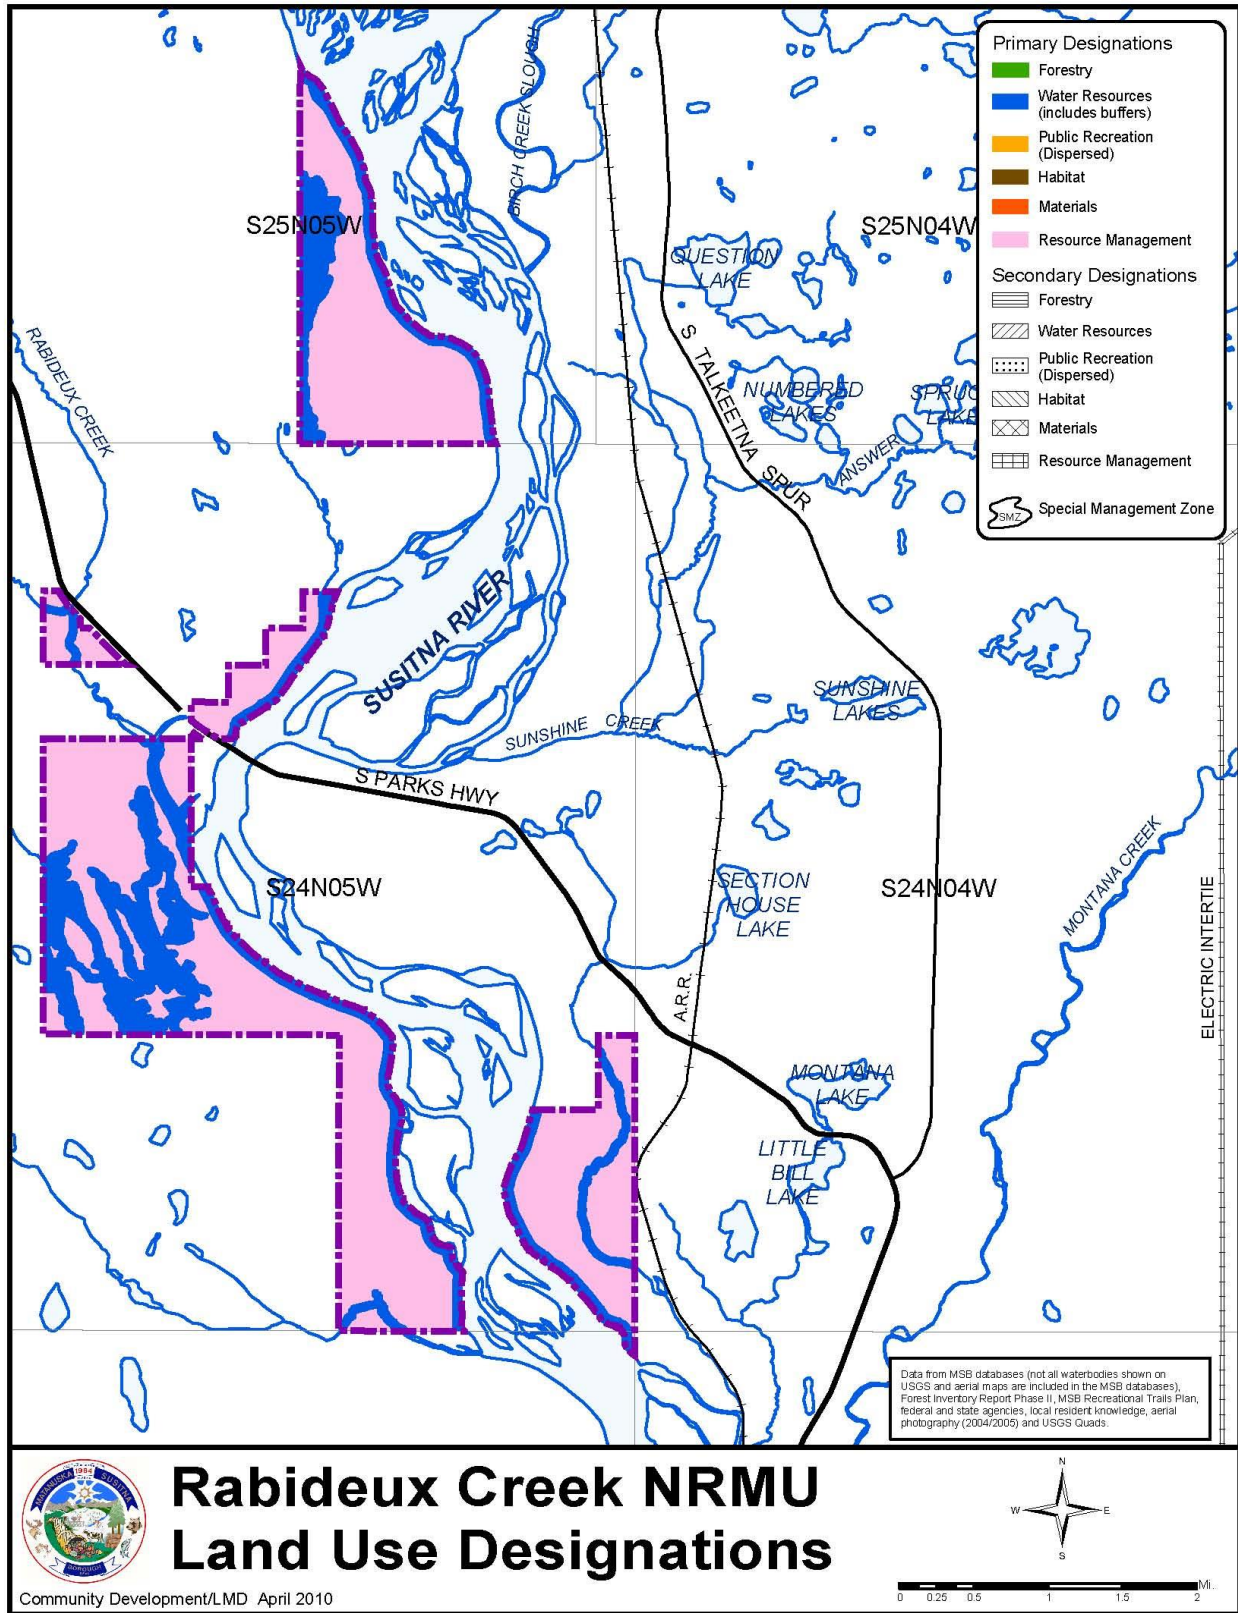 Primary Designations
Forestry
Water Resources
(includes buffers)
Public Recreation
(Dispersed)
Habitat
Materials
Resource Management
Secondary Designations
Forestry
Water Resources
Public Recreation
(Dispersed)
Habitat
Materials
Resource Management
SMZ
Special Management Zone
BIRCH CREEK SLOUGH
S25N05W
S25N04W
QUESTION
LAKE
RABIDEUX CREEK
S TALKEETNA SPUR
NUMBERED
LAKES
ANSWER
SUSITNA RIVER
SUNSHINE
LAKES
SUNSHINE CREEK
S PARKS HWY
MONTANA CREEK
SECTION
HOUSE
LAKE
S24N05W
S24N04W
ELECTRIC INTERTIE
A.R.R.
MONTANA
LAKE
LITTLE
BILL
LAKE
Data from MSB databases (not all waterbodies shown on
USGS and aerial maps are included in the MSB databases),
Forest Inventory Report Phase II, MSB Recreational Trails Plan,
federal and state agencies, local resident knowledge, aerial
photography (2004/2005) and USGS Quads.
MATANUSKA SUSITNA
1964
BOROUGH
Rabideux Creek NRMU
Land Use Designations
N
W E
S
Community Development/LMD April 2010
Mi.
0 0.25 0.5 1 1.5 2